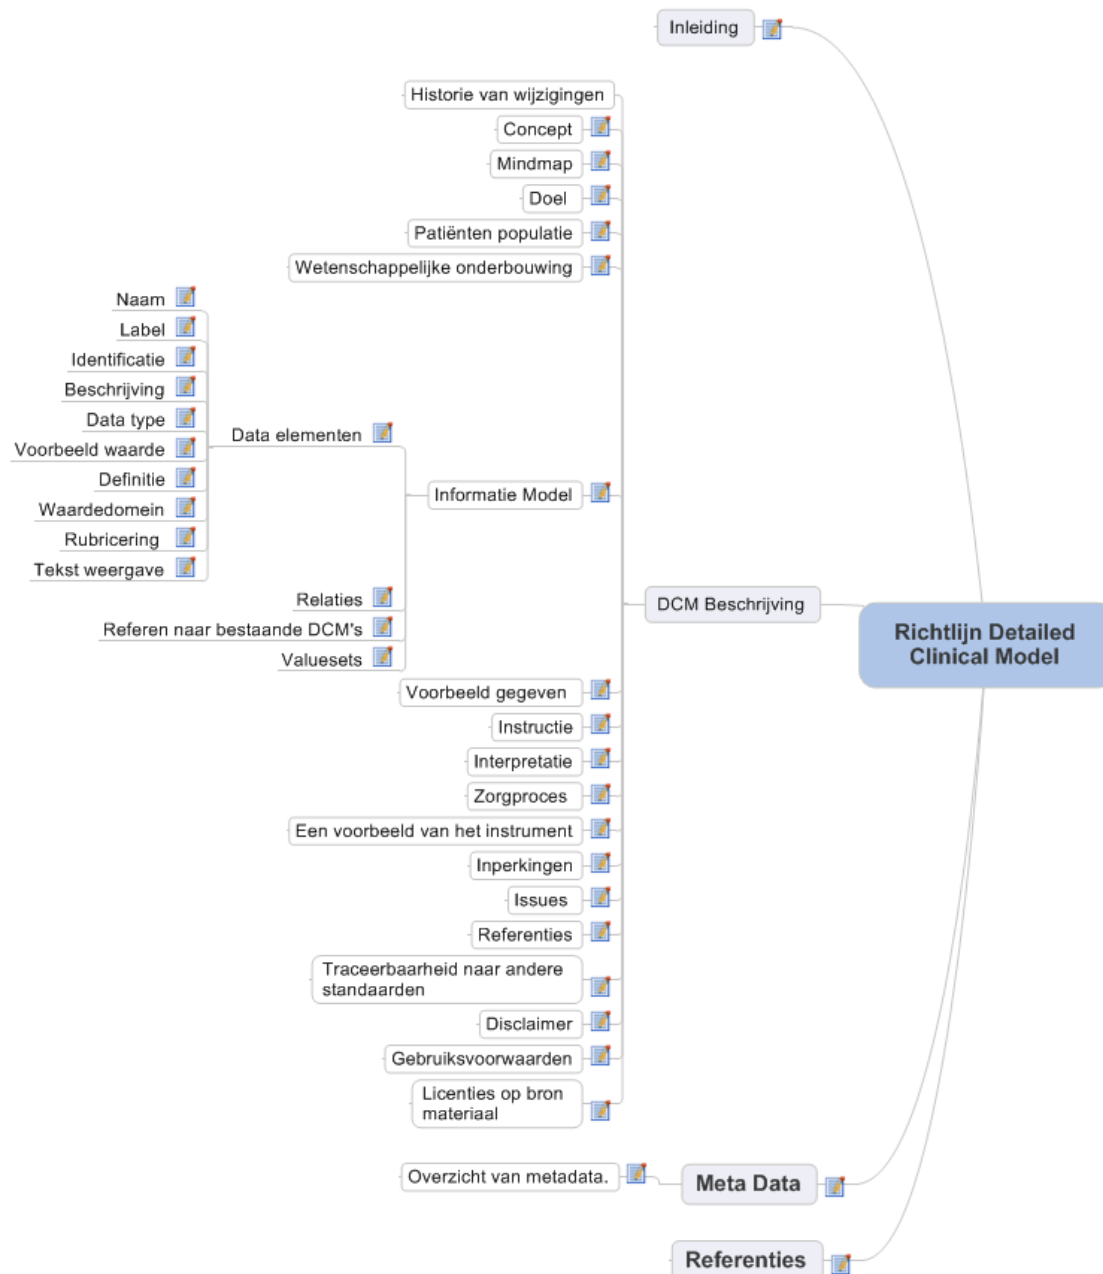 Inleiding
Historie van wijzigingen
Concept
Mindmap
Doel
Patiënten populatie
Wetenschappelijke onderbouwing
Naam
Label
Identificatie
Beschrijving
Data type
Voorbeeld waarde
Definitie
Waardedomein
Rubricering
Tekst weergave
Data elementen
Informatie Model
Relaties
Referen naar bestaande DCM's
Valuesets
DCM Beschrijving
Richtlijn Detailed
Clinical Model
Voorbeeld gegeven
Instructie
Interpretatie
Zorgproces
Een voorbeeld van het instrument
Inperkingen
Issues
Referenties
Traceerbaarheid naar andere
standaarden
Disclaimer
Gebruiksvoorwaarden
Licenties op bron
materiaal
Overzicht van metadata.
Meta Data
Referenties